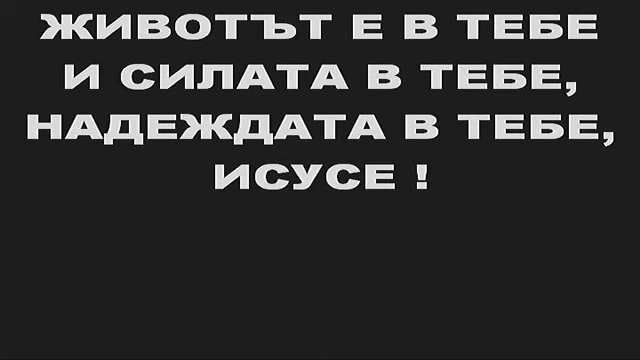 ЖИВОТЪТ Е В ТЕБЕ
И СИЛАТА В ТЕБЕ,
НАДЕЖДАТА В ТЕБЕ,
ИСУСЕ !